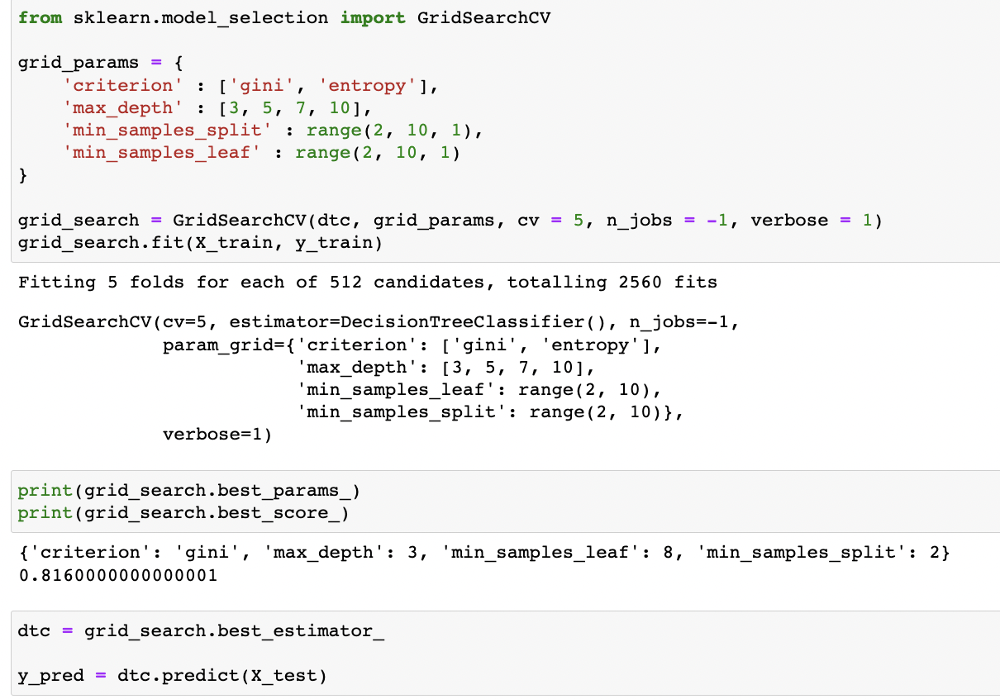 from sklearn.model_selection import GridSearchCV
grid_params = {
    'criterion' : ['gini', 'entropy'],
    'max_depth' : [3, 5, 7, 10],
    'min_samples_split' : range(2, 10, 1),
    'min_samples_leaf' : range(2, 10, 1)
}
grid_search = GridSearchCV(dtc, grid_params, cv = 5, n_jobs = -1, verbose = 1)
grid_search.fit(X_train, y_train)
Fitting 5 folds for each of 512 candidates, totalling 2560 fits
GridSearchCV(cv=5, estimator=DecisionTreeClassifier(), n_jobs=-1,
             param_grid={'criterion': ['gini', 'entropy'],
                         'max_depth': [3, 5, 7, 10],
                         'min_samples_leaf': range(2, 10),
                         'min_samples_split': range(2, 10)},
             verbose=1)
print(grid_search.best_params_)
print(grid_search.best_score_)
{'criterion': 'gini', 'max_depth': 3, 'min_samples_leaf': 8, 'min_samples_split': 2}
0.8160000000000001
dtc = grid_search.best_estimator_
y_pred = dtc.predict(X_test)